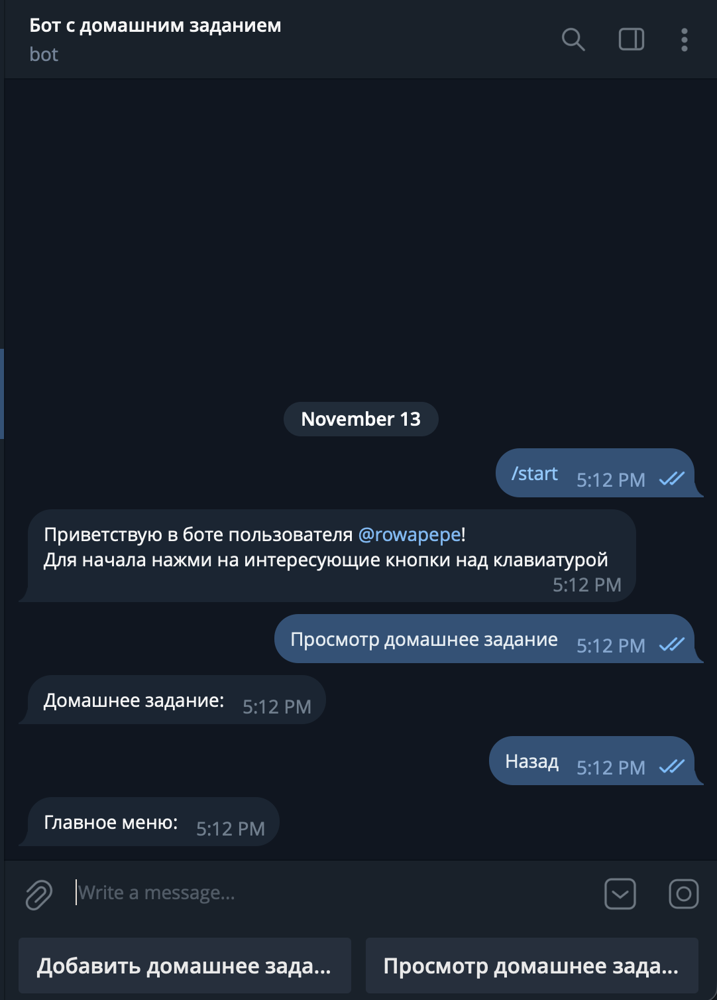 Бот с домашним заданием
bot
November 13
/start 5:12 PM
Приветствую в боте пользователя @rowapepe!
Для начала нажми на интересующие кнопки над клавиатурой
5:12 PM
Просмотр домашнее задание 5:12 PM
Домашнее задание: 5:12 PM
Назад 5:12 PM
Главное меню: 5:12 PM
Write a message...
Добавить домашнее зада... Просмотр домашнее зада...